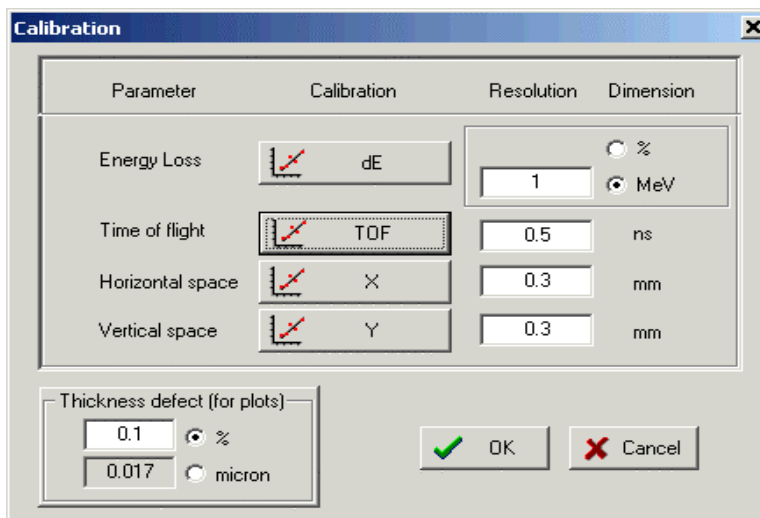 Calibration
Parameter Calibration Resolution Dimension
Energy Loss dE 1 % MeV
Time of flight TOF 0.5 ns
Horizontal space X 0.3 mm
Vertical space Y 0.3 mm
Thickness defect (for plots)
0.1 %
0.017 micron
OK Cancel